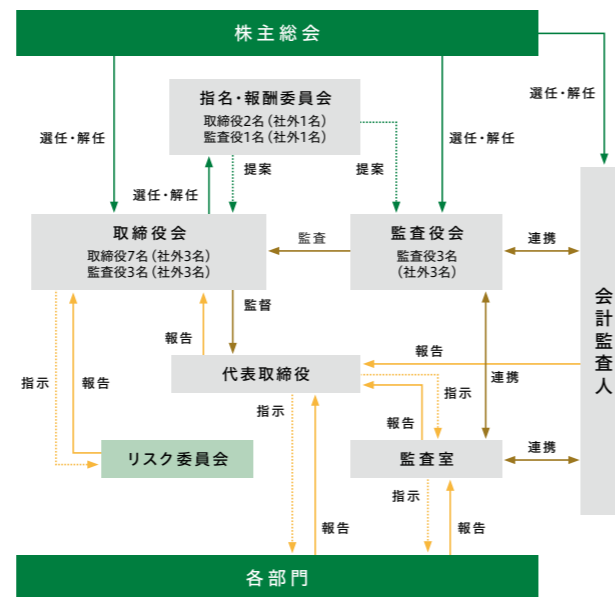 株主総会
選任・解任
指名・報酬委員会
取締役2名（社外1名）
監査役1名（社外1名）
選任・解任
選任・解任
選任・解任
提案
提案
取締役会
取締役7名（社外3名）
監査役3名（社外3名）
監査
監査役会
監査役3名
（社外3名）
連携
会計監査人
監督
報告
報告
代表取締役
指示
報告
指示
指示
連携
報告
リスク委員会
監査室
連携
指示
報告
報告
各部門